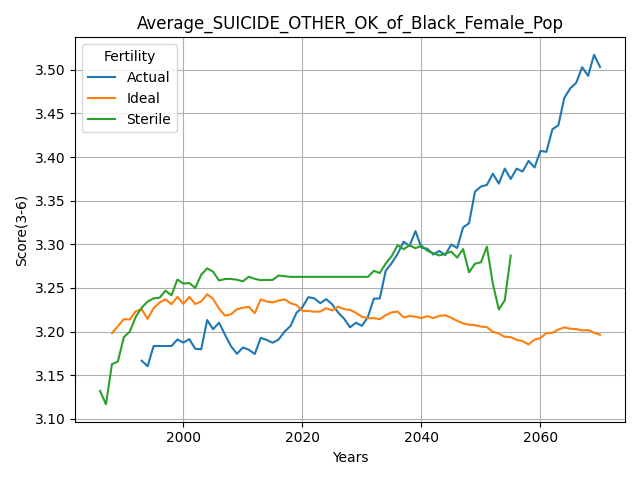 Average_SUICIDE_OTHER_OK_of_Black_Female_Pop
Fertility
Actual
Ideal
Sterile
3.50
3.45
3.40
3.35
3.30
3.25
3.20
3.15
3.10
Score(3-6)
2000
2020
2040
2060
Years